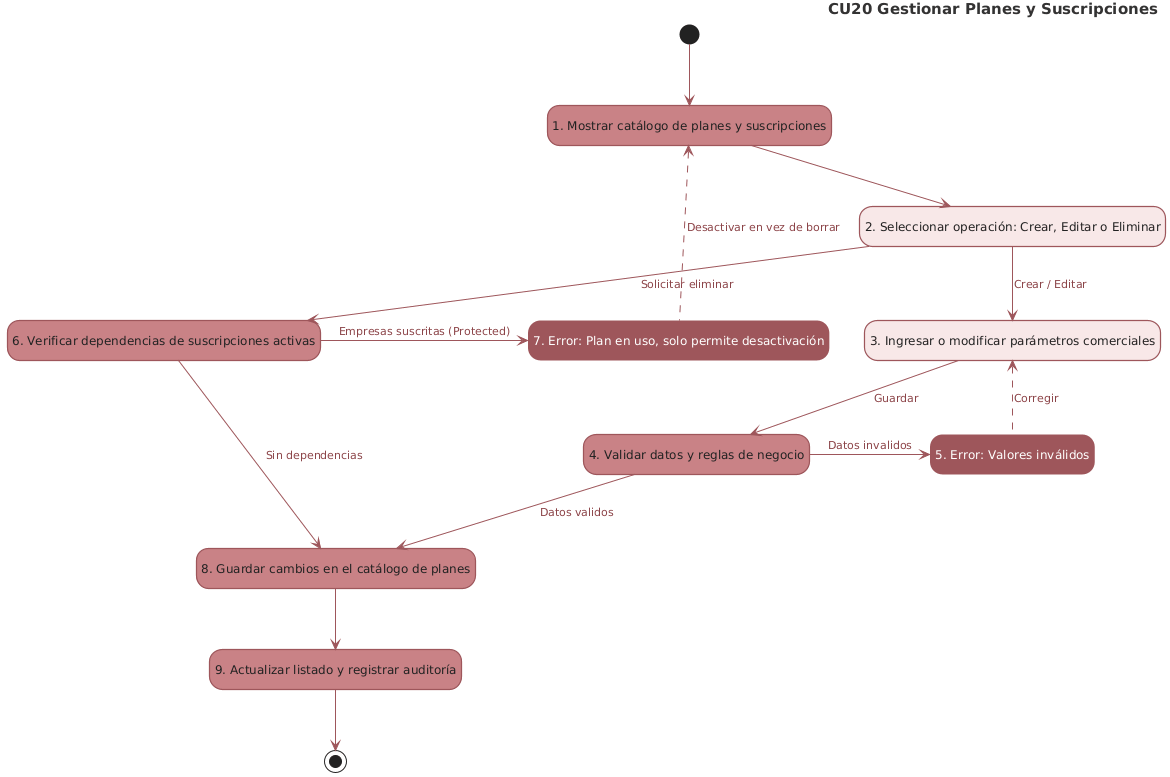 CU20 Gestionar Planes y Suscripciones
1. Mostrar catálogo de planes y suscripciones
Desactivar en vez de borrar
2. Seleccionar operación: Crear, Editar o Eliminar
Solicitar eliminar
Crear / Editar
6. Verificar dependencias de suscripciones activas
Empresas suscritas (Protected)
7. Error: Plan en uso, solo permite desactivación
3. Ingresar o modificar parámetros comerciales
Guardar
Corregir
Sin dependencias
4. Validar datos y reglas de negocio
Datos invalidos
5. Error: Valores inválidos
Datos validos
8. Guardar cambios en el catálogo de planes
9. Actualizar listado y registrar auditoría